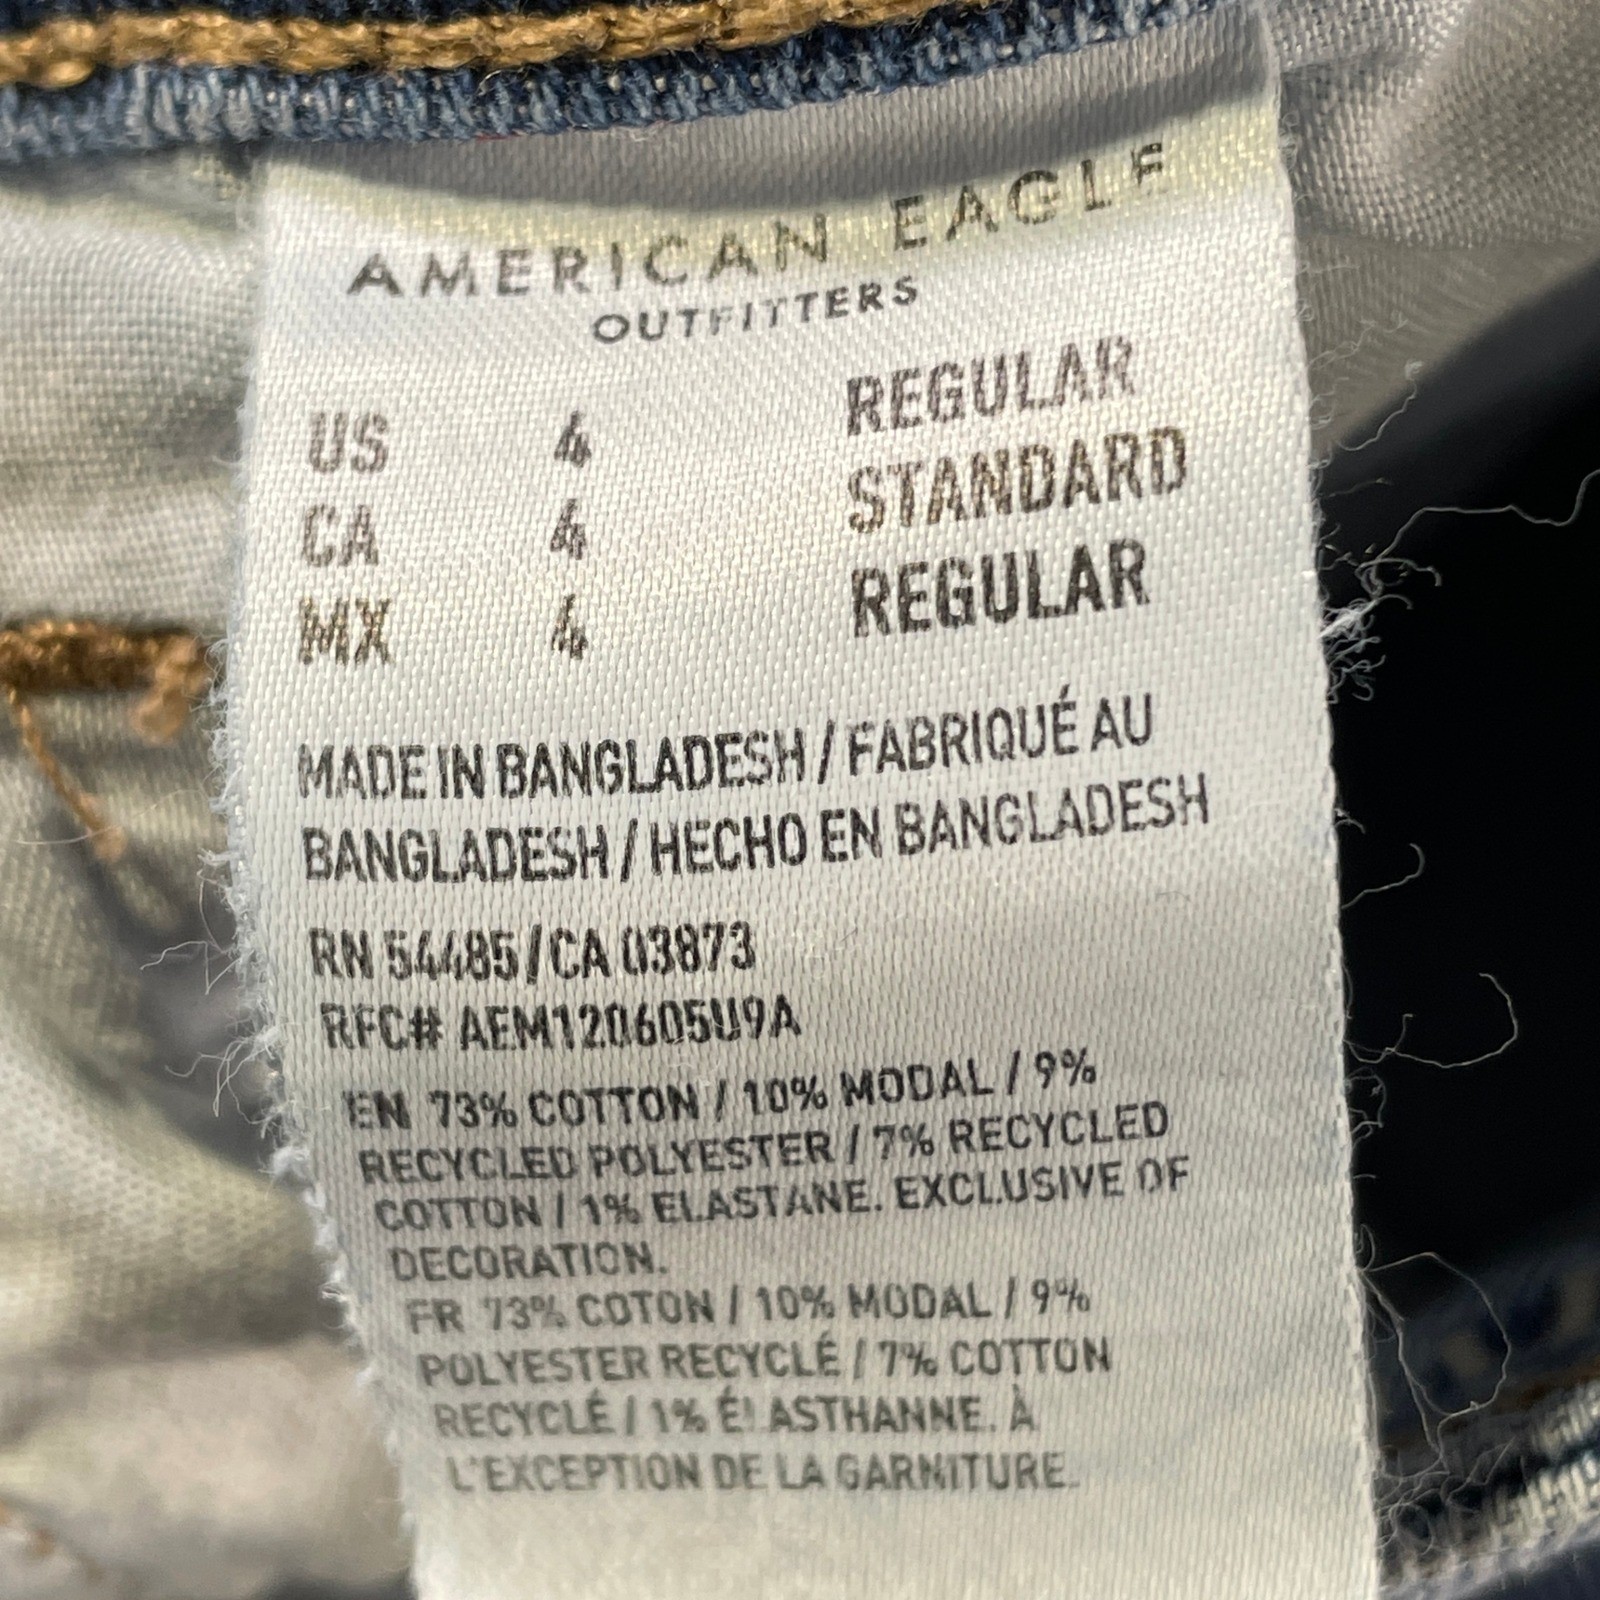 AMERICAN EAGLE
OUTFITTERS
US 4 REGULAR
CA 4 STANDARD
MX 4 REGULAR
MADE IN BANGLADESH / FABRIQUÉ AU
BANGLADESH / HECHO EN BANGLADESH
RN 54485/CA 03873
RFC# AEM120605U9A
EN 73% COTTON / 10% MODAL / 9%
RECYCLED POLYESTER / 7% RECYCLED
COTTON / 1% ELASTANE. EXCLUSIVE OF
DECORATION.
FR 73% COTON / 10% MODAL / 9%
POLYESTER RECYCLÉ / 7% COTTON
RECYCLÉ / 1% ÉLASTHANNE. À
L'EXCEPTION DE LA GARNITURE.